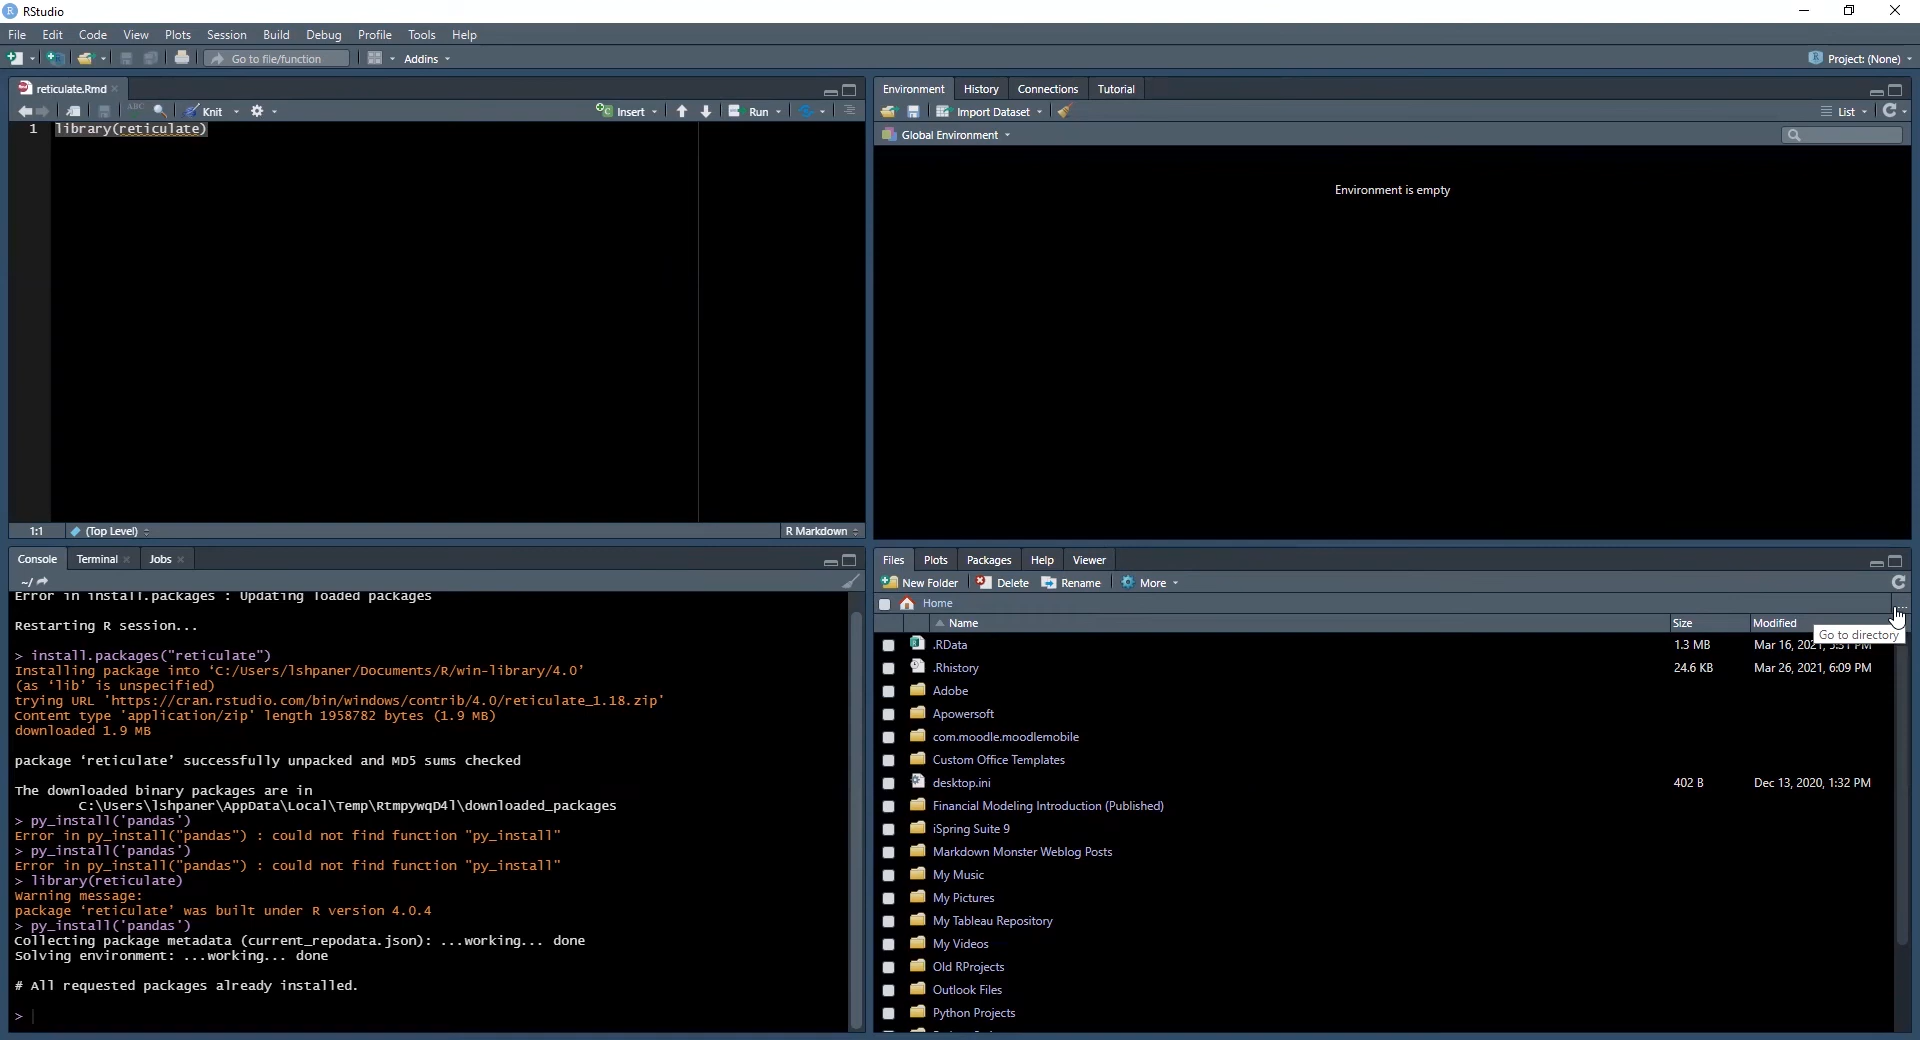 RStudio
File Edit Code View Plots Session Build Debug Profile Tools Help
Go to file/function Addins Project: (None)
reticulate.Rmd
ABC Knit Insert Run
1 library(reticulate)
1:1 (Top Level) R Markdown
Environment History Connections Tutorial
Import Dataset List
Global Environment
Environment is empty
Console Terminal Jobs
~/
Error in install.packages : Updating loaded packages
Restarting R session...
> install.packages("reticulate")
Installing package into ‘C:/Users/lshpaner/Documents/R/win-library/4.0’
(as ‘lib’ is unspecified)
trying URL 'https://cran.rstudio.com/bin/windows/contrib/4.0/reticulate_1.18.zip'
Content type 'application/zip' length 1958782 bytes (1.9 MB)
downloaded 1.9 MB
package ‘reticulate’ successfully unpacked and MD5 sums checked
The downloaded binary packages are in
C:\Users\lshpaner\AppData\Local\Temp\RtmpywqD4l\downloaded_packages
> py_install('pandas')
Error in py_install("pandas") : could not find function "py_install"
> py_install('pandas')
Error in py_install("pandas") : could not find function "py_install"
> library(reticulate)
Warning message:
package ‘reticulate’ was built under R version 4.0.4
> py_install('pandas')
Collecting package metadata (current_repodata.json): ...working... done
Solving environment: ...working... done
# All requested packages already installed.
>
Files Plots Packages Help Viewer
New Folder Delete Rename More
Home ...
Name Size Modified
Go to directory
.RData 1.3 MB Mar 16, 2021, PM
.Rhistory 24.6 KB Mar 26, 2021, 6:09 PM
Adobe
Apowersoft
com.moodle.moodlemobile
Custom Office Templates
desktop.ini 402 B Dec 13, 2020, 1:32 PM
Financial Modeling Introduction (Published)
iSpring Suite 9
Markdown Monster Weblog Posts
My Music
My Pictures
My Tableau Repository
My Videos
Old RProjects
Outlook Files
Python Projects